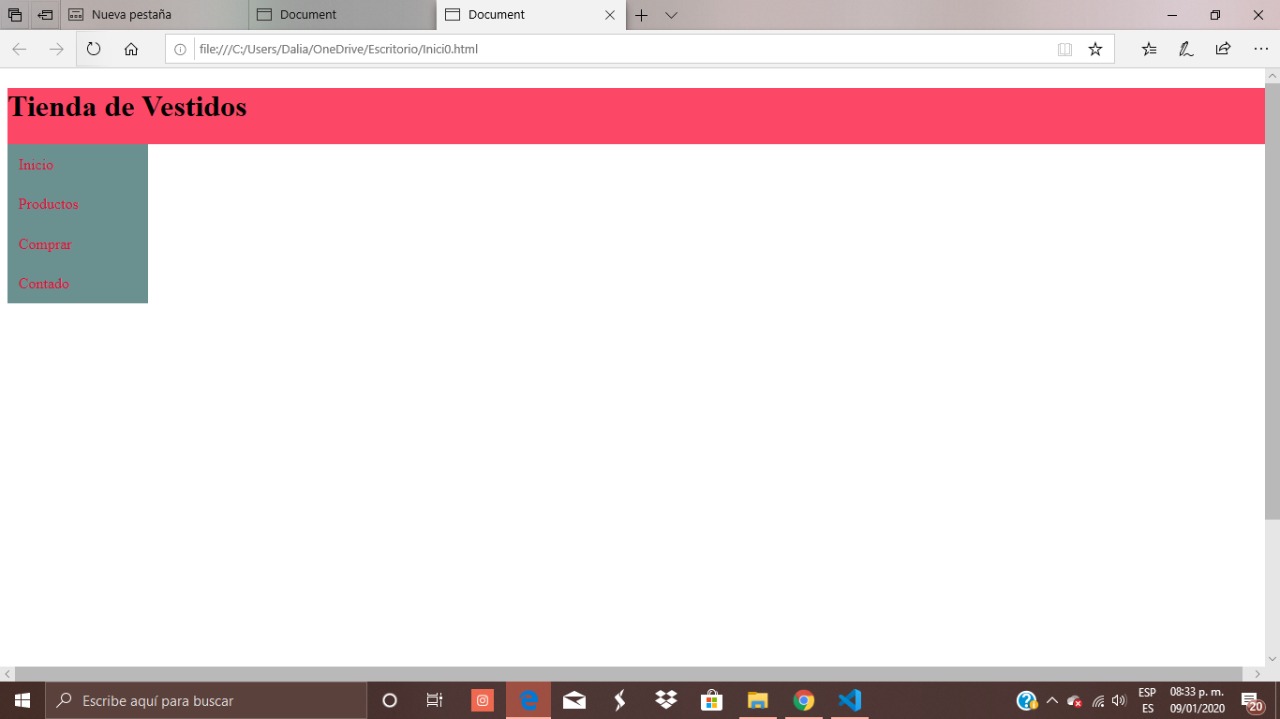 Nueva pestaña
Document
Document
file:///C:/Users/Dalia/OneDrive/Escritorio/Inici0.html
Tienda de Vestidos
Inicio
Productos
Comprar
Contado
Escribe aquí para buscar
ESP
ES
08:33 p. m.
09/01/2020
20